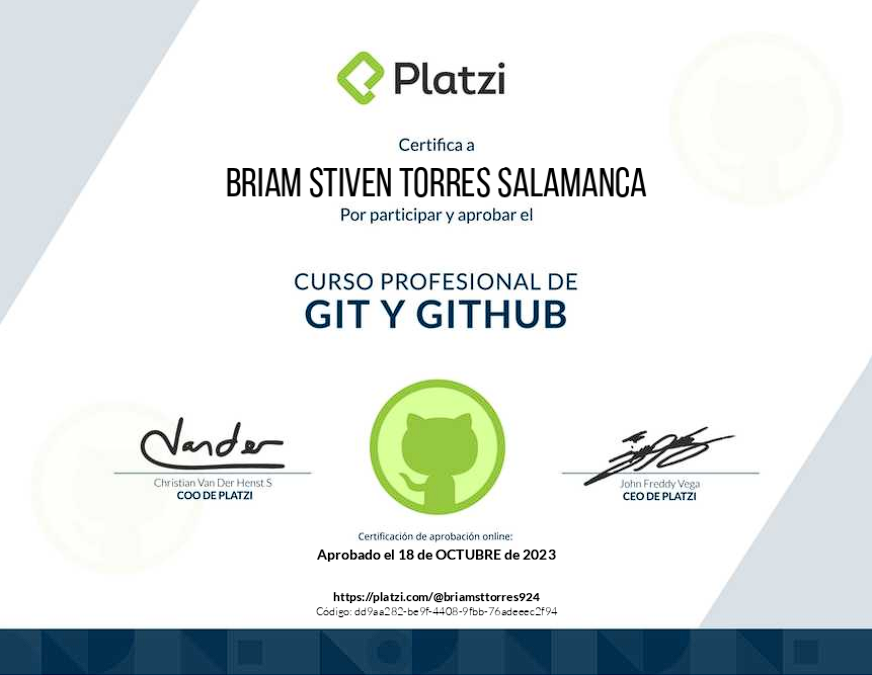 Platzi
Certifica a
BRIAM STIVEN TORRES SALAMANCA
Por participar y aprobar el
CURSO PROFESIONAL DE
GIT Y GITHUB
Vander
Christian Van Der Henst S
COO DE PLATZI
John Freddy Vega
CEO DE PLATZI
Certificación de aprobación online:
Aprobado el 18 de OCTUBRE de 2023
https://platzi.com/@briamsttorres924
Código: dd9aa282-be9f-4408-9fbb-76adeeec2f94